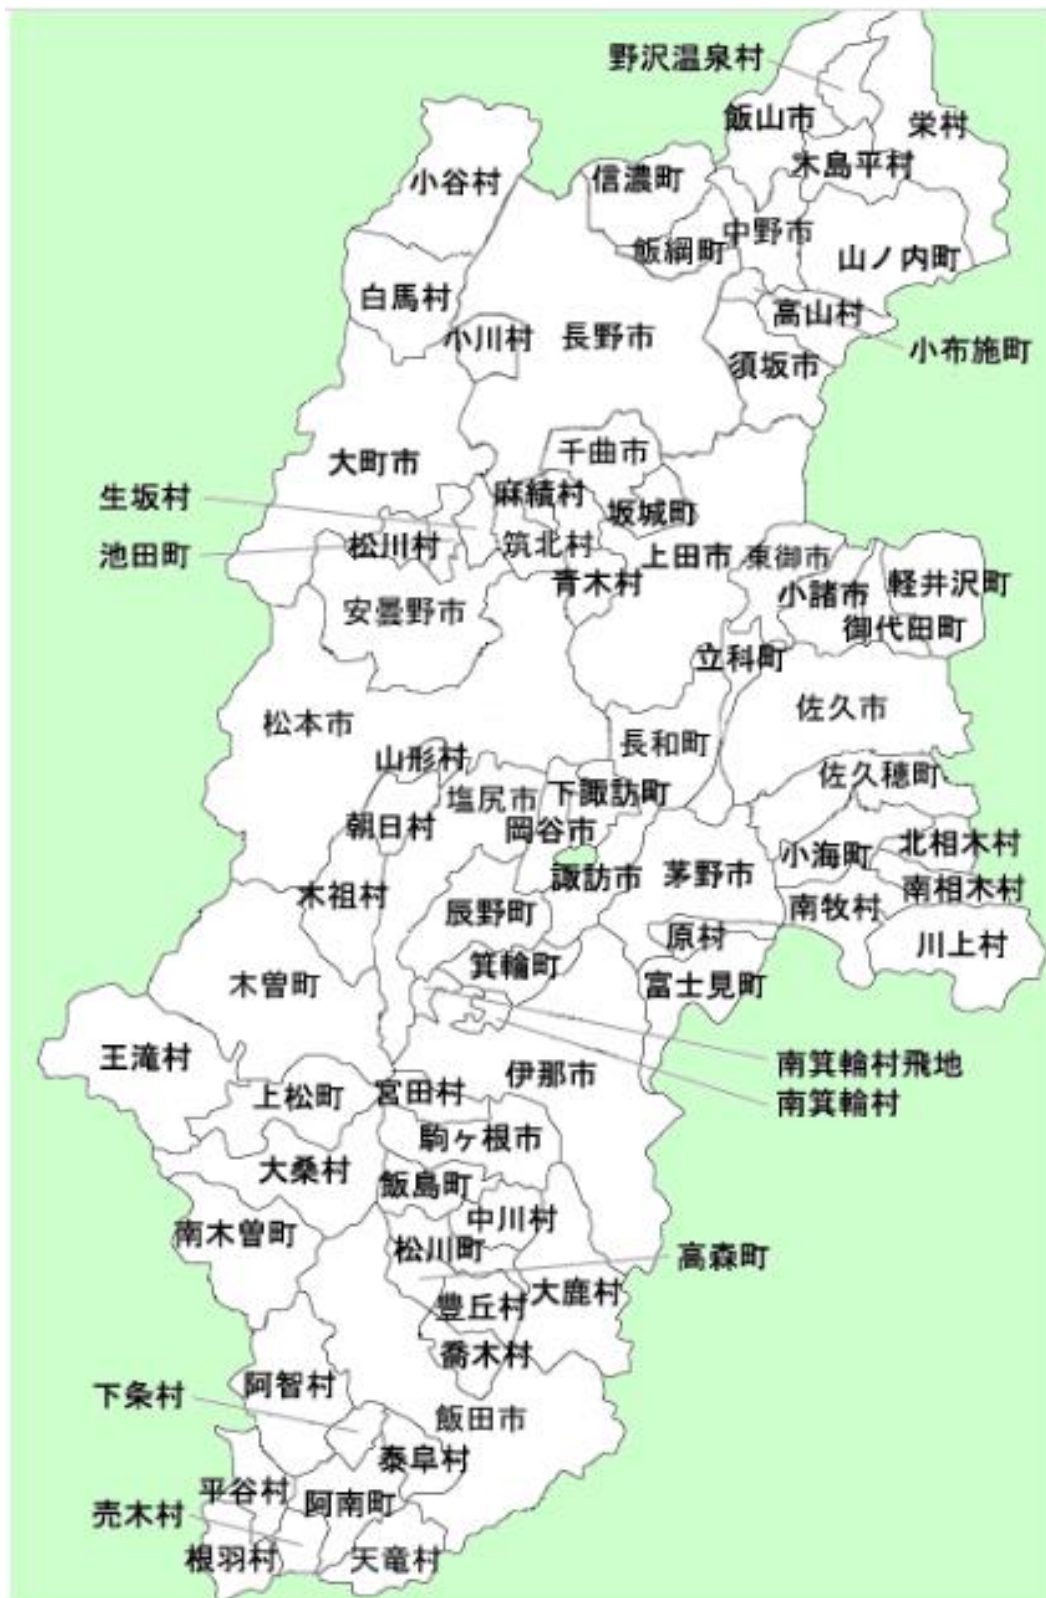 野沢温泉村
飯山市
栄村
木島平村
小谷村
信濃町
飯綱町
中野市
山ノ内町
白馬村
高山村
小川村
長野市
小布施町
須坂市
千曲市
大町市
生坂村
麻績村
坂城町
池田町
松川村
筑北村
上田市
東御市
青木村
小諸市
軽井沢町
安曇野市
御代田町
立科町
佐久市
松本市
長和町
山形村
佐久穂町
塩尻市
下諏訪町
朝日村
岡谷市
小海町
北相木村
諏訪市
茅野市
木祖村
南相木村
辰野町
南牧村
原村
川上村
箕輪町
木曽町
富士見町
王滝村
南箕輪村飛地
伊那市
上松町
宮田村
南箕輪村
駒ヶ根市
大桑村
飯島町
中川村
南木曽町
松川町
高森町
大鹿村
豊丘村
喬木村
阿智村
下条村
飯田市
泰阜村
平谷村
阿南町
売木村
根羽村
天竜村